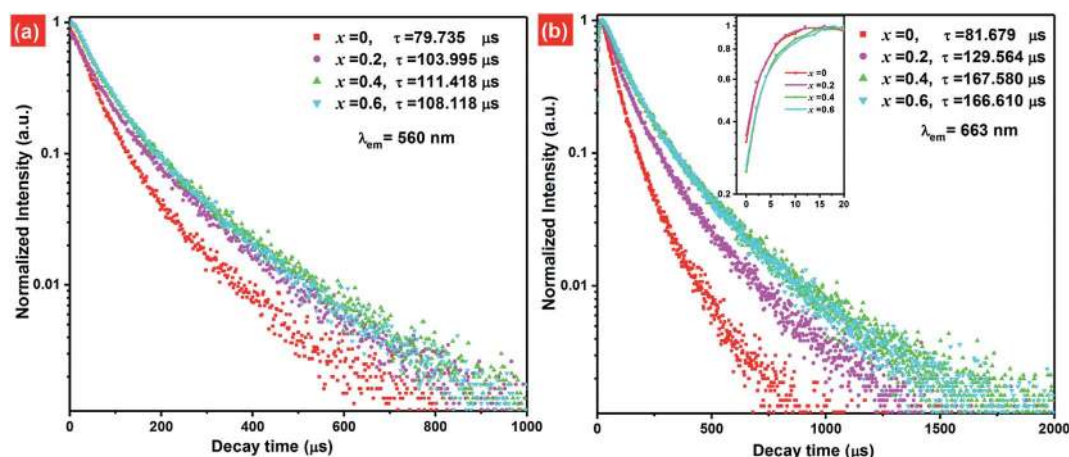 (a)
Normalized Intensity (a.u.)
1
0.1
0.01
x =0, τ =79.735 μs
x =0.2, τ =103.995 μs
x =0.4, τ =111.418 μs
x =0.6, τ =108.118 μs
λem= 560 nm
0 200 400 600 800 1000
Decay time (μs)
(b)
Normalized Intensity (a.u.)
1
0.1
0.01
1
0.8
0.6
0.4
0.2
x=0
x=0.2
x=0.4
x=0.6
0 5 10 15 20
x =0, τ =81.679 μs
x =0.2, τ =129.564 μs
x =0.4, τ =167.580 μs
x =0.6, τ =166.610 μs
λem= 663 nm
0 500 1000 1500 2000
Decay time (μs)